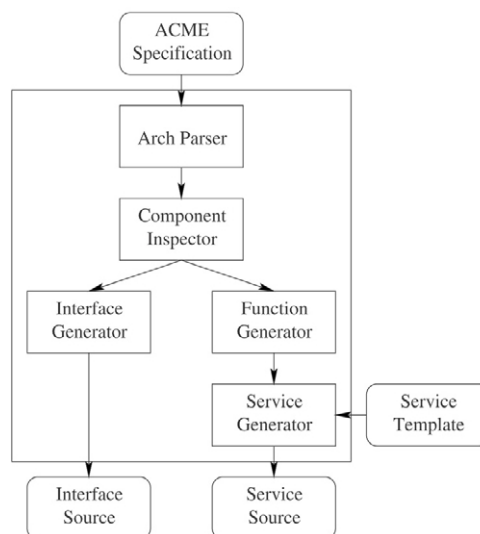 ACME
Specification
Arch Parser
Component
Inspector
Interface
Generator
Function
Generator
Service
Generator
Service
Template
Interface
Source
Service
Source